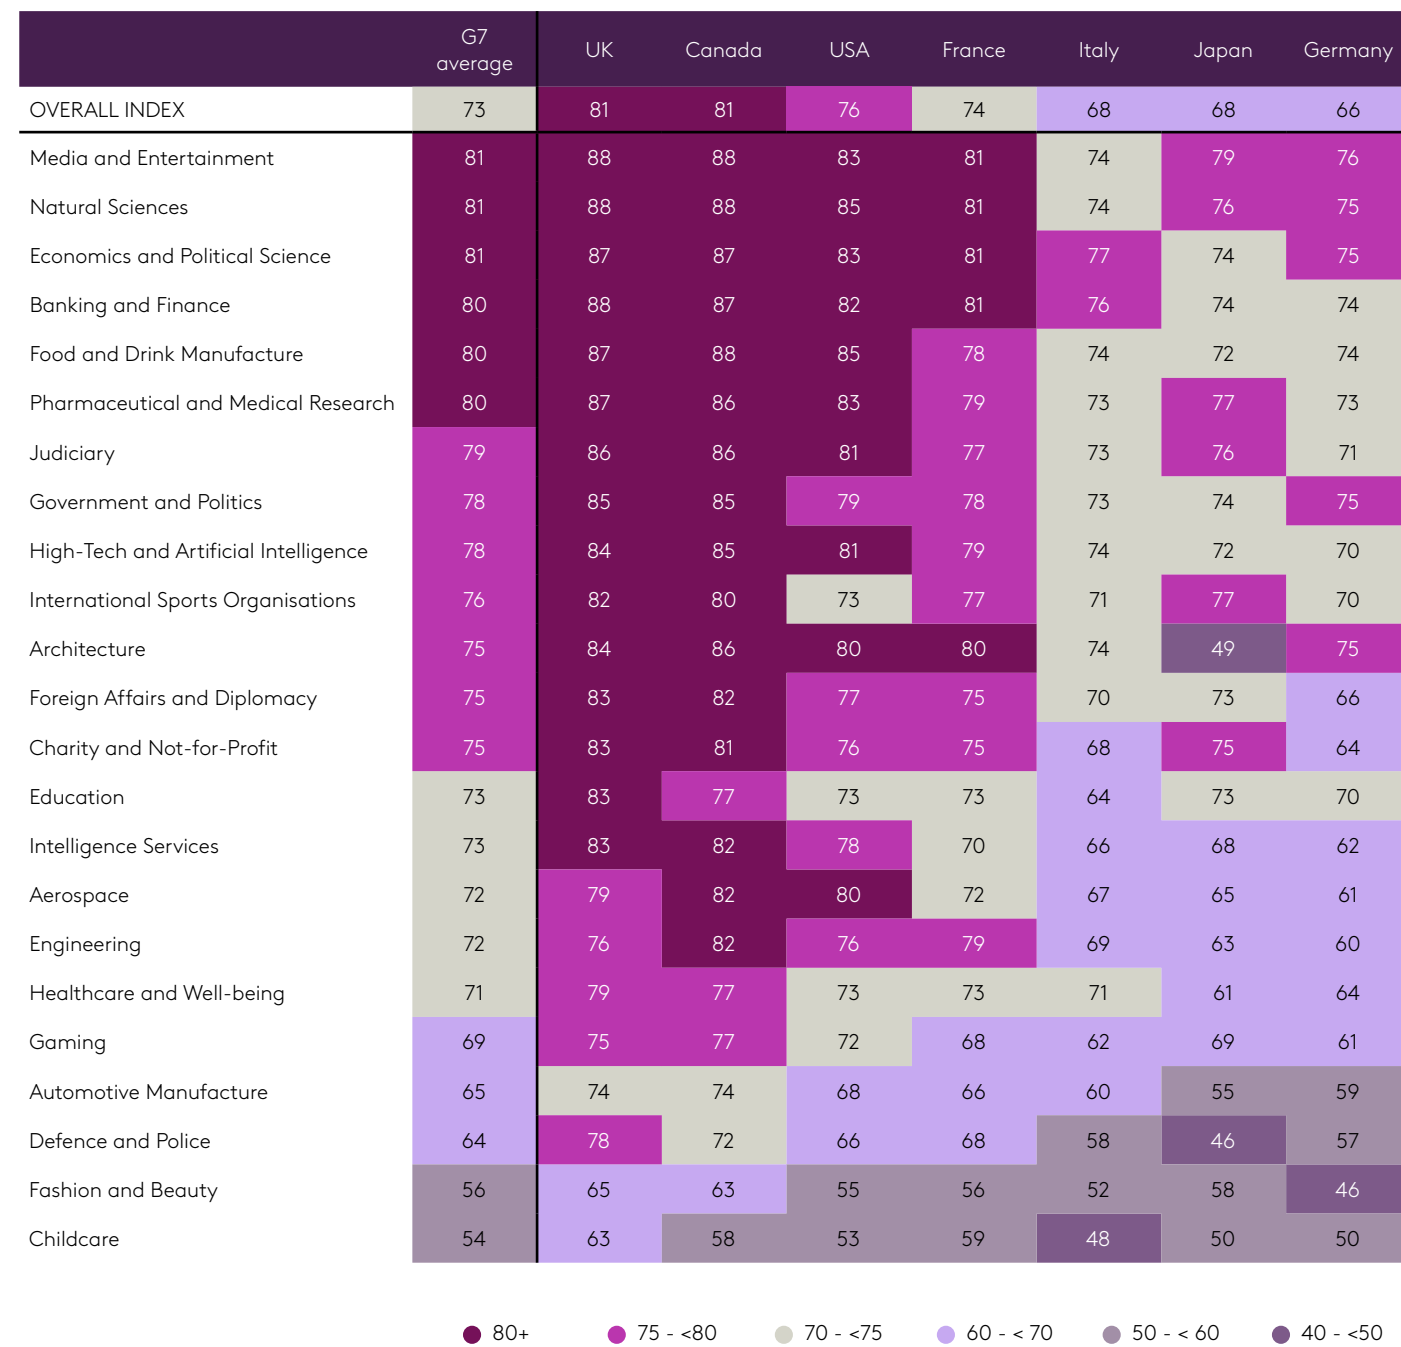 G7 average UK Canada USA France Italy Japan Germany
OVERALL INDEX 73 81 81 76 74 68 68 66
Media and Entertainment 81 88 88 83 81 74 79 76
Natural Sciences 81 88 88 85 81 74 76 75
Economics and Political Science 81 87 87 83 81 77 74 75
Banking and Finance 80 88 87 82 81 76 74 74
Food and Drink Manufacture 80 87 88 85 78 74 72 74
Pharmaceutical and Medical Research 80 87 86 83 79 73 77 73
Judiciary 79 86 86 81 77 73 76 71
Government and Politics 78 85 85 79 78 73 74 75
High-Tech and Artificial Intelligence 78 84 85 81 79 74 72 70
International Sports Organisations 76 82 80 73 77 71 77 70
Architecture 75 84 86 80 80 74 49 75
Foreign Affairs and Diplomacy 75 83 82 77 75 70 73 66
Charity and Not-for-Profit 75 83 81 76 75 68 75 64
Education 73 83 77 73 73 64 73 70
Intelligence Services 73 83 82 78 70 66 68 62
Aerospace 72 79 82 80 72 67 65 61
Engineering 72 76 82 76 79 69 63 60
Healthcare and Well-being 71 79 77 73 73 71 61 64
Gaming 69 75 77 72 68 62 69 61
Automotive Manufacture 65 74 74 68 66 60 55 59
Defence and Police 64 78 72 66 68 58 46 57
Fashion and Beauty 56 65 63 55 56 52 58 46
Childcare 54 63 58 53 59 48 50 50
80+ 75 - <80 70 - <75 60 - < 70 50 - < 60 40 - <50